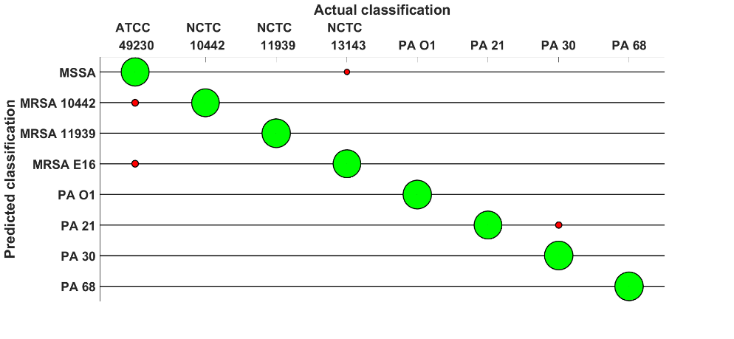 Actual classification
ATCC NCTC NCTC NCTC
49230 10442 11939 13143 PA O1 PA 21 PA 30 PA 68
Predicted classification
MSSA
MRSA 10442
MRSA 11939
MRSA E16
PA O1
PA 21
PA 30
PA 68